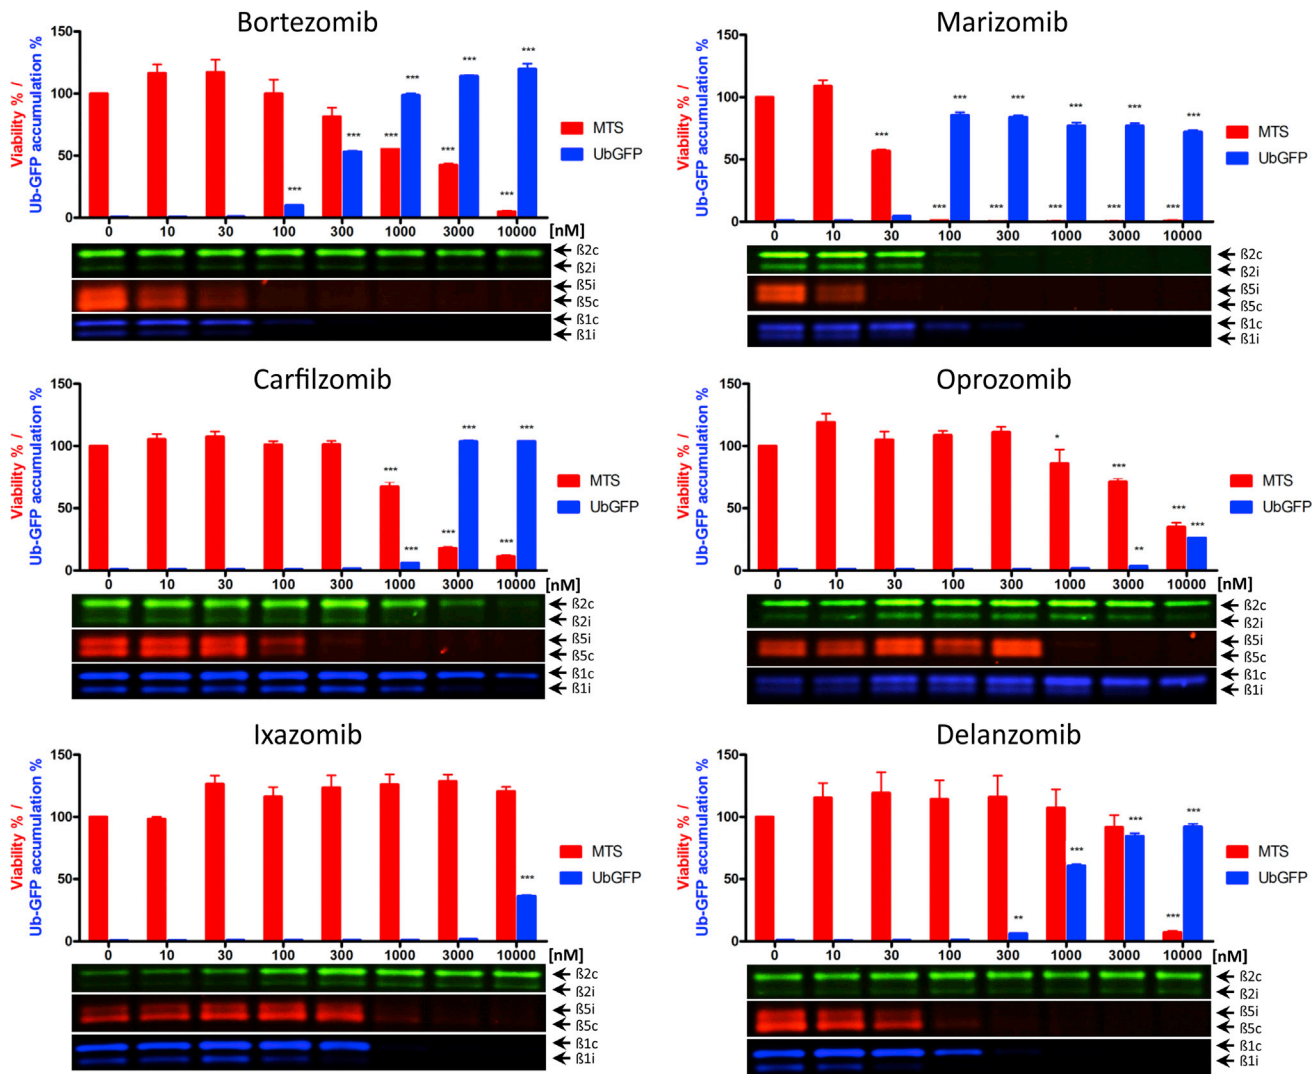 Bortezomib
Viability % /
Ub-GFP accumulation %
150
100
50
0
*** *** *** *** *** *** *** ***
MTS
UbGFP
0 10 30 100 300 1000 3000 10000 [nM]
ß2c
ß2i
ß5i
ß5c
ß1c
ß1i
Marizomib
Viability % /
Ub-GFP accumulation %
150
100
50
0
*** *** *** *** *** *** *** *** *** *** ***
MTS
UbGFP
0 10 30 100 300 1000 3000 10000 [nM]
ß2c
ß2i
ß5i
ß5c
ß1c
ß1i
Carfilzomib
Viability % /
Ub-GFP accumulation %
150
100
50
0
*** *** *** *** *** ***
MTS
UbGFP
0 10 30 100 300 1000 3000 10000 [nM]
ß2c
ß2i
ß5i
ß5c
ß1c
ß1i
Oprozomib
Viability % /
Ub-GFP accumulation %
150
100
50
0
* *** ** *** ***
MTS
UbGFP
0 10 30 100 300 1000 3000 10000 [nM]
ß2c
ß2i
ß5i
ß5c
ß1c
ß1i
Ixazomib
Viability % /
Ub-GFP accumulation %
150
100
50
0
***
MTS
UbGFP
0 10 30 100 300 1000 3000 10000 [nM]
ß2c
ß2i
ß5i
ß5c
ß1c
ß1i
Delanzomib
Viability % /
Ub-GFP accumulation %
150
100
50
0
** *** *** *** ***
MTS
UbGFP
0 10 30 100 300 1000 3000 10000 [nM]
ß2c
ß2i
ß5i
ß5c
ß1c
ß1i